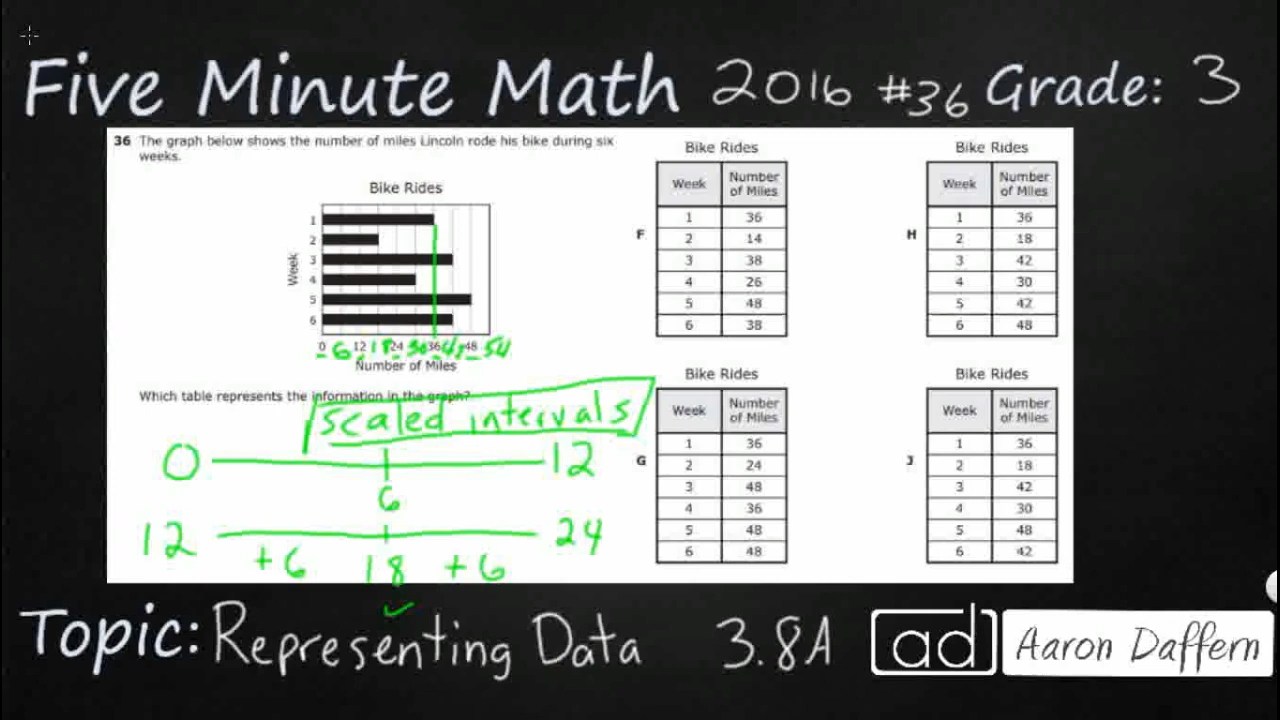 Five Minute Math 2016 #36 Grade: 3
36 The graph below shows the number of miles Lincoln rode his bike during six
weeks.
Bike Rides
Week
1
2
3
4
5
6
0 6 12 18 24 30 36 48 54
Number of Miles
Which table represents the information in the graph?
scaled intervals
0 12
6
12 24
+6 18 +6
F
Bike Rides
Week Number of Miles
1 36
2 14
3 38
4 26
5 48
6 38
G
Bike Rides
Week Number of Miles
1 36
2 24
3 48
4 36
5 48
6 48
H
Bike Rides
Week Number of Miles
1 36
2 18
3 42
4 30
5 42
6 48
J
Bike Rides
Week Number of Miles
1 36
2 18
3 42
4 30
5 48
6 42
Topic: Representing Data 3.8A ad Aaron Daffern